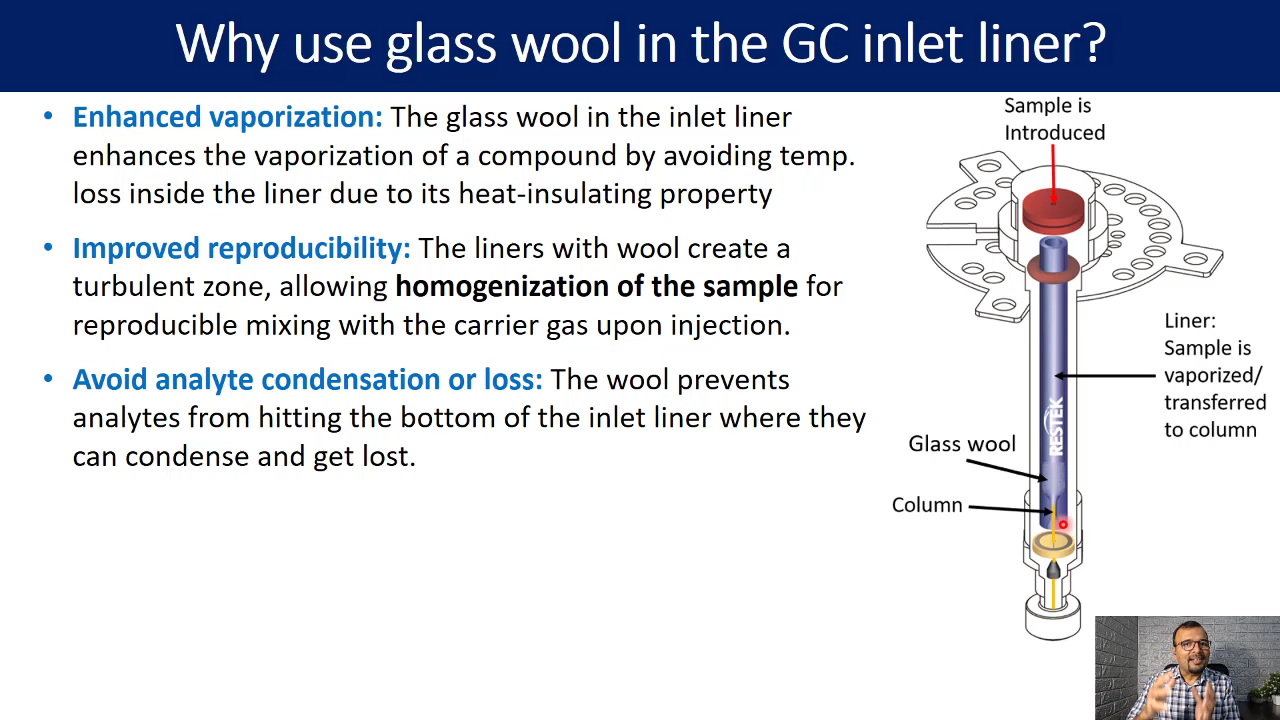 Why use glass wool in the GC inlet liner?
• Enhanced vaporization: The glass wool in the inlet liner
enhances the vaporization of a compound by avoiding temp.
loss inside the liner due to its heat-insulating property
• Improved reproducibility: The liners with wool create a
turbulent zone, allowing homogenization of the sample for
reproducible mixing with the carrier gas upon injection.
• Avoid analyte condensation or loss: The wool prevents
analytes from hitting the bottom of the inlet liner where they
can condense and get lost.
Sample is
Introduced
Liner:
Sample is
vaporized/
transferred
to column
RESTEK
Glass wool
Column